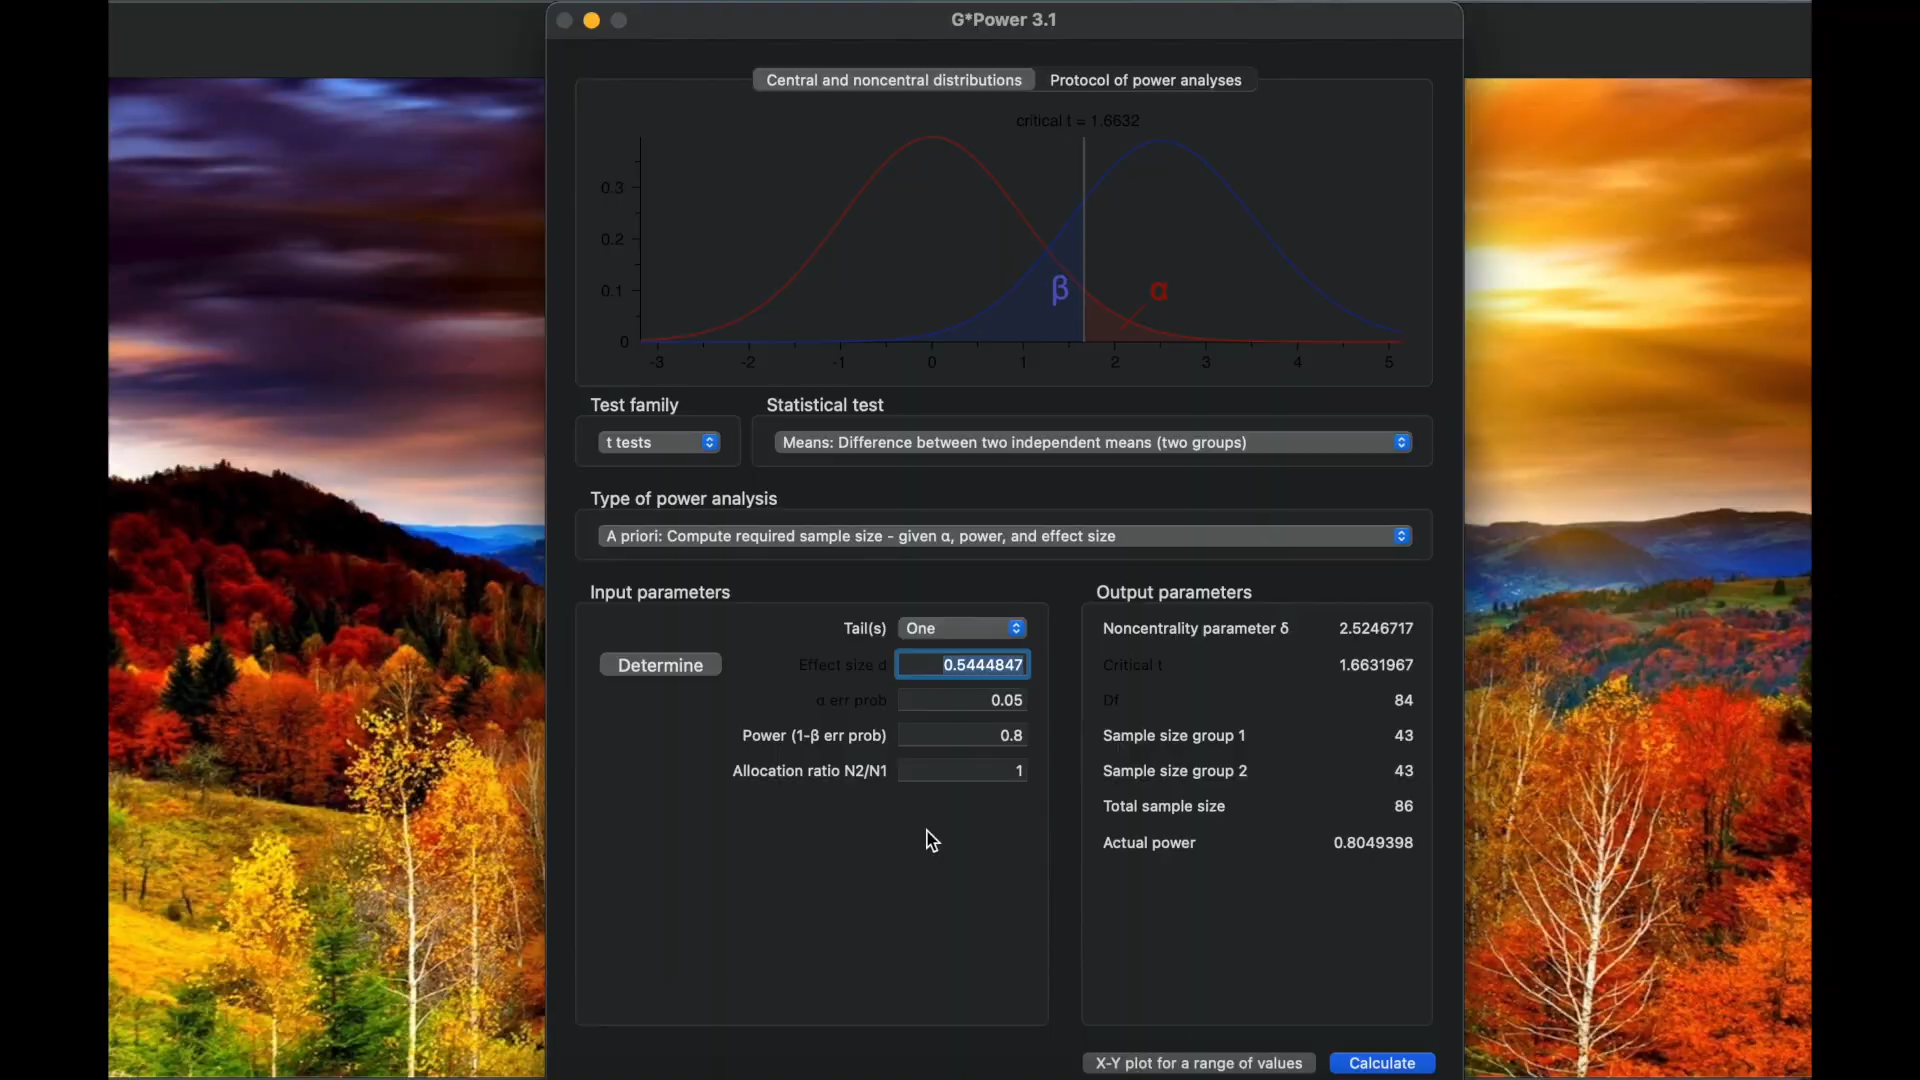 G*Power 3.1
Central and noncentral distributions
Protocol of power analyses
critical t = 1.6632
0.3
0.2
0.1
0
β
α
-3
-2
-1
0
1
2
3
4
5
Test family
Statistical test
t tests
Means: Difference between two independent means (two groups)
Type of power analysis
A priori: Compute required sample size - given α, power, and effect size
Input parameters
Tail(s) One
Determine
Effect size d 0.5444847
α err prob 0.05
Power (1-β err prob) 0.8
Allocation ratio N2/N1 1
Output parameters
Noncentrality parameter δ 2.5246717
Critical t 1.6631967
Df 84
Sample size group 1 43
Sample size group 2 43
Total sample size 86
Actual power 0.8049398
X-Y plot for a range of values
Calculate